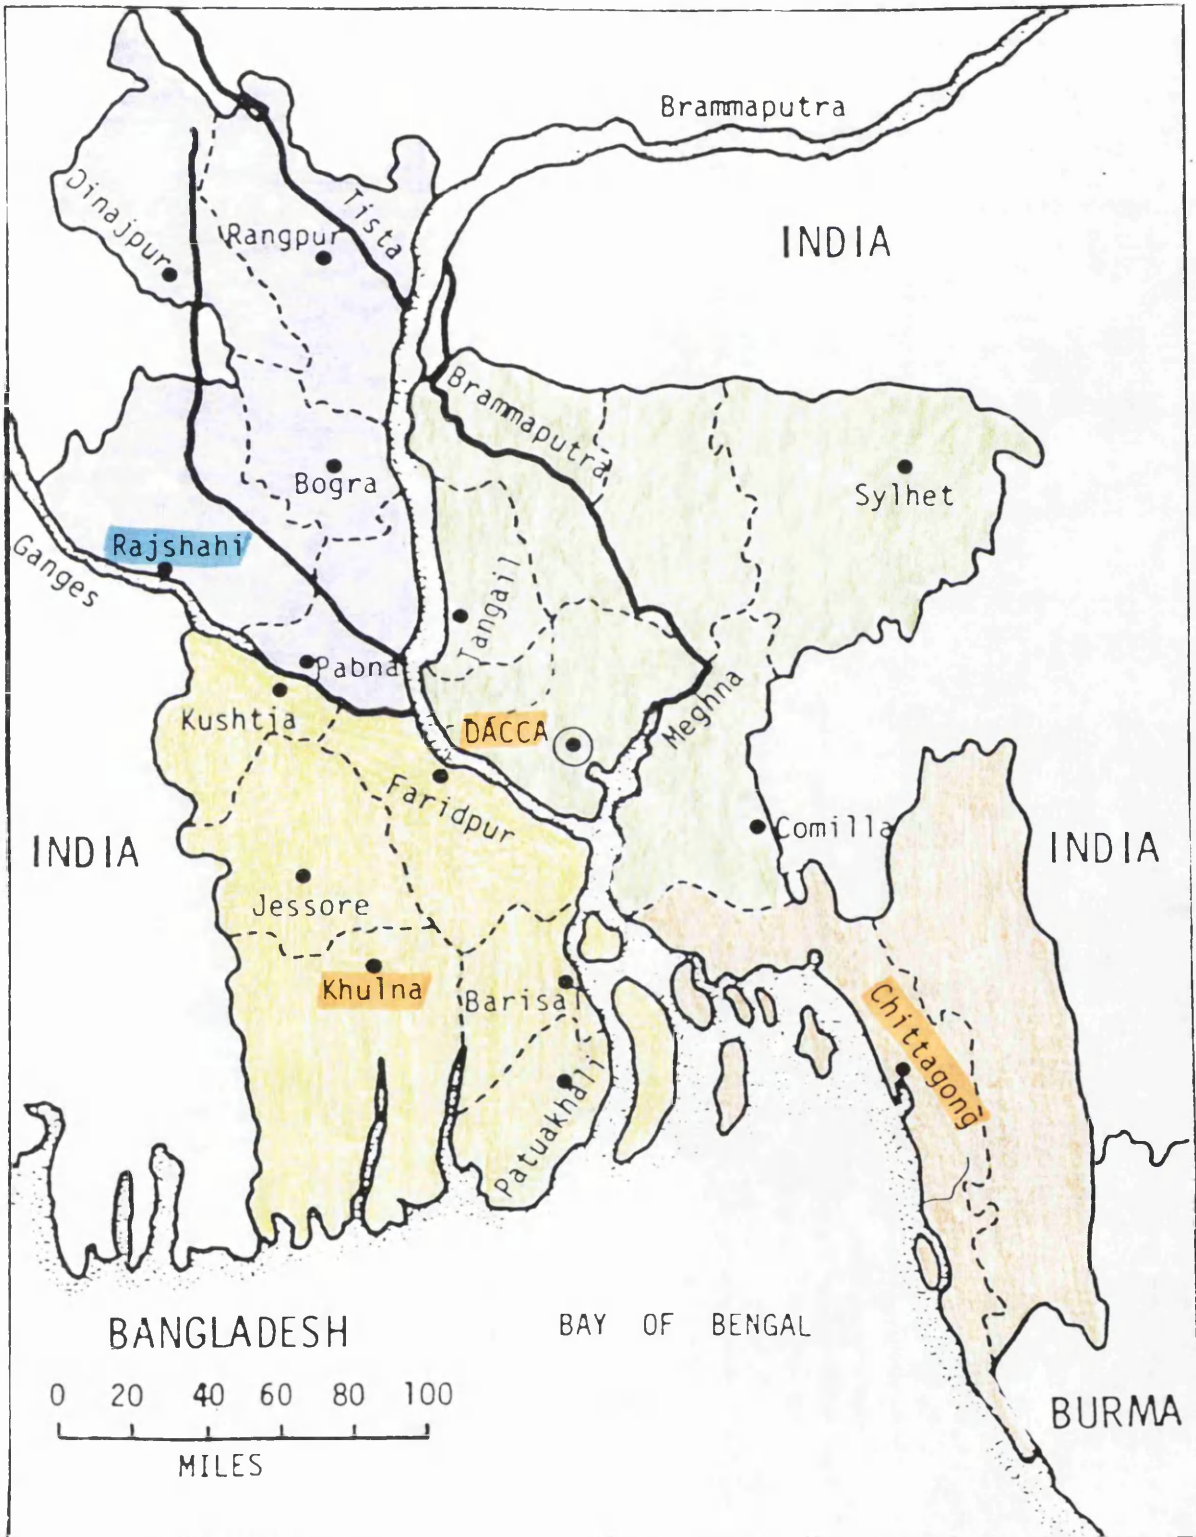 Brammaputra
INDIA
Dinajpur
Rangpur
Tista
Brammaputra
Bogra
Sylhet
Ganges
Rajshahi
Tangail
Pabna
Kushtia
DACCA
Meghna
Faridpur
Comilla
INDIA
INDIA
Jessore
Khulna
Barisal
Chittagong
Patuakhali
BANGLADESH
BAY OF BENGAL
0 20 40 60 80 100
MILES
BURMA